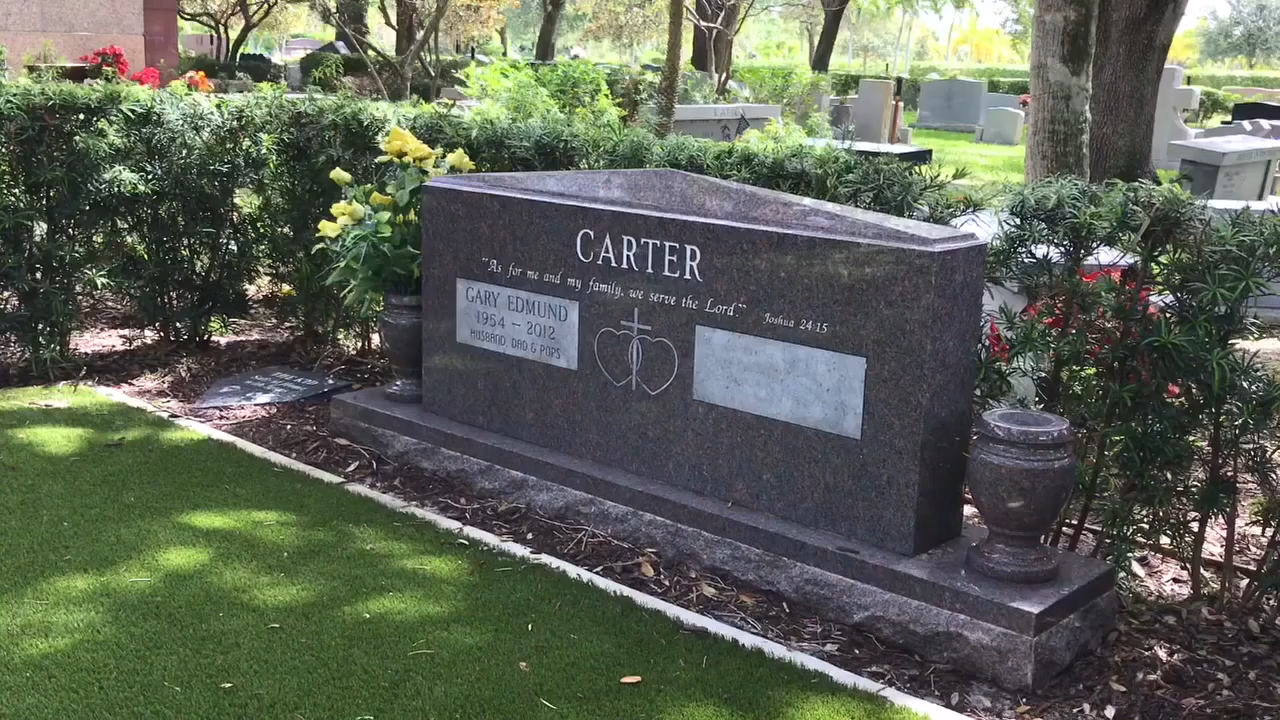 CARTER
"As for me and my family, we serve the Lord."
Joshua 24:15
GARY EDMUND
1954 - 2012
HUSBAND, DAD & POPS